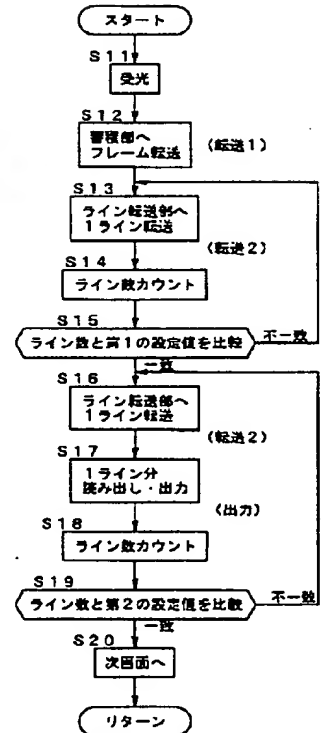 スタート
S11
受光
S12
蓄積部へ
フレーム転送
(転送1)
S13
ライン転送部へ
1ライン転送
(転送2)
S14
ライン数カウント
S15
ライン数と第1の設定値を比較
不一致
一致
S16
ライン転送部へ
1ライン転送
(転送2)
S17
1ライン分
読み出し・出力
(出力)
S18
ライン数カウント
S19
ライン数と第2の設定値を比較
不一致
一致
S20
次画面へ
リターン